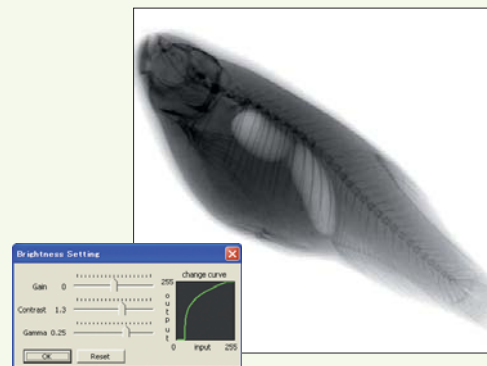 Brightness Setting
Gain 0
Contrast 1.3
Gamma 0.25
OK
Reset
change curve
255
output
0 input 255